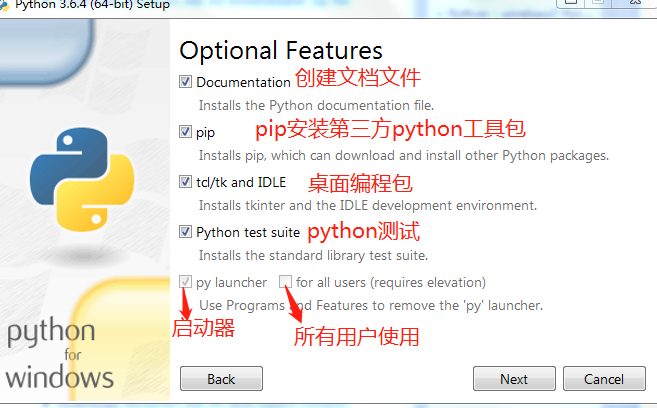 Python 3.6.4 (64-bit) Setup
Optional Features
Documentation 创建文档文件
Installs the Python documentation file.
pip pip安装第三方python工具包
Installs pip, which can download and install other Python packages.
tcl/tk and IDLE 桌面编程包
Installs tkinter and the IDLE development environment.
Python test suite python测试
Installs the standard library test suite.
py launcher for all users (requires elevation)
Use Programs and Features to remove the 'py' launcher.
启动器 所有用户使用
python
for
windows
Back Next Cancel